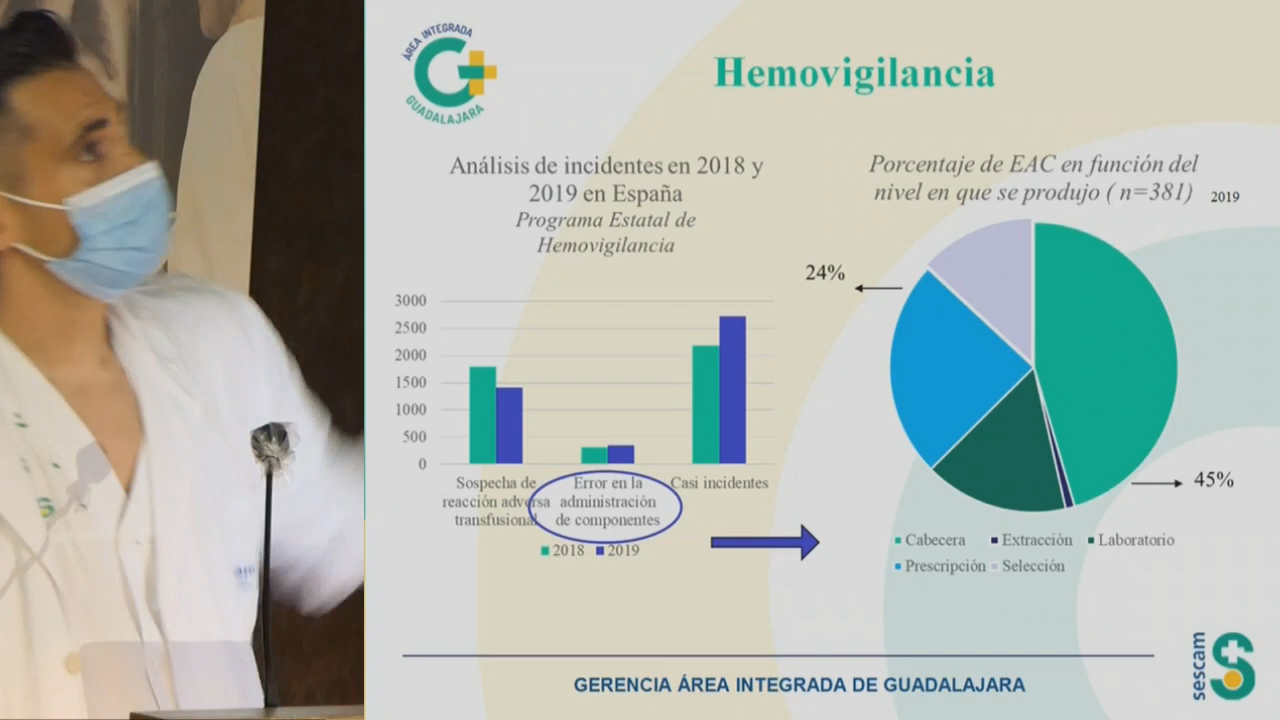 ÁREA INTEGRADA
GUADALAJARA
Hemovigilancia
Análisis de incidentes en 2018 y
2019 en España
Programa Estatal de
Hemovigilancia
3000
2500
2000
1500
1000
500
0
Sospecha de
reacción adversa
transfusional
Error en la
administración
de componentes
Casi incidentes
2018 2019
Porcentaje de EAC en función del
nivel en que se produjo ( n=381) 2019
24%
45%
Cabecera Extracción Laboratorio
Prescripción Selección
GERENCIA ÁREA INTEGRADA DE GUADALAJARA
sescam